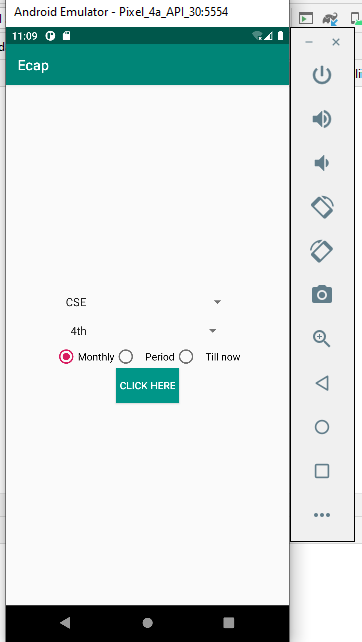 Android Emulator - Pixel_4a_API_30:5554
11:09
Ecap
CSE
4th
Monthly Period Till now
CLICK HERE